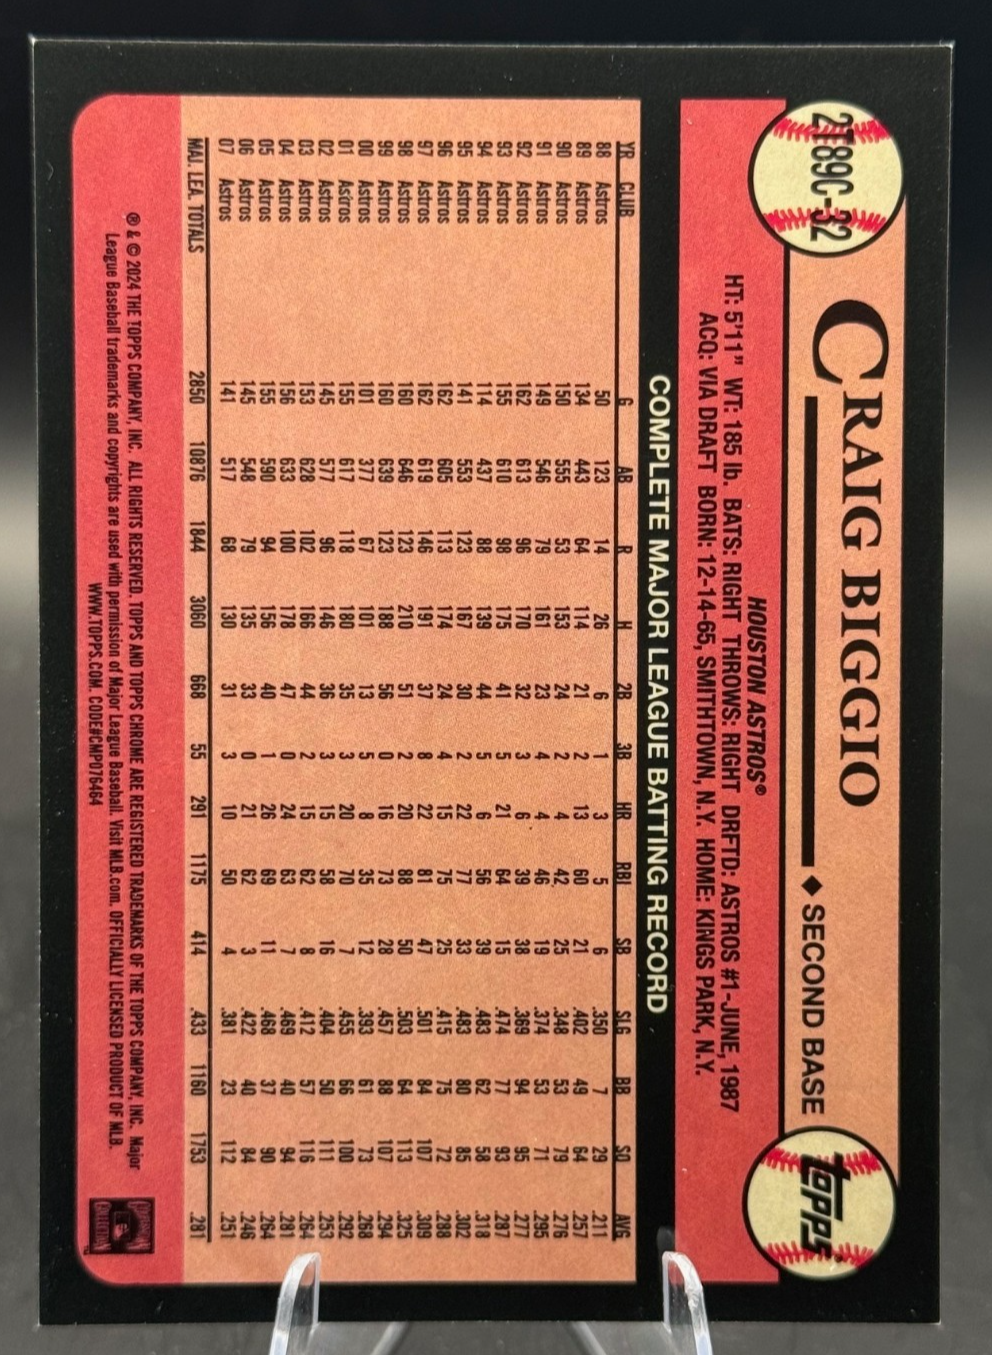 2T89C-32
CRAIG BIGGIO
◆ SECOND BASE
topps
HOUSTON ASTROS®
HT: 5'11" WT: 185 lb. BATS: RIGHT THROWS: RIGHT DRFTD: ASTROS #1-JUNE, 1987
ACQ: VIA DRAFT BORN: 12-14-65, SMITHTOWN, N.Y. HOME: KINGS PARK, N.Y.
COMPLETE MAJOR LEAGUE BATTING RECORD
YR CLUB G AB R H 2B 3B HR RBI SB SLG BB SO AVG
88 Astros 50 123 14 26 6 1 3 5 6 .350 7 29 .211
89 Astros 134 443 64 114 21 2 13 60 21 .402 49 64 .257
90 Astros 150 555 53 153 24 2 4 42 25 .348 53 79 .276
91 Astros 149 546 79 161 23 4 4 46 19 .374 53 71 .295
92 Astros 162 613 96 170 32 3 6 39 38 .369 94 95 .277
93 Astros 155 610 98 175 41 5 21 64 15 .474 77 93 .287
94 Astros 114 437 88 139 44 5 6 56 39 .483 62 58 .318
95 Astros 141 553 123 167 30 2 22 77 33 .483 80 85 .302
96 Astros 162 605 113 174 24 4 15 75 25 .415 75 72 .288
97 Astros 162 619 146 191 37 8 22 81 47 .501 84 107 .309
98 Astros 160 646 123 210 51 2 20 88 50 .503 64 113 .325
99 Astros 160 639 123 188 56 0 16 73 28 .457 88 107 .294
00 Astros 101 377 67 101 13 5 8 35 12 .393 61 73 .268
01 Astros 155 617 118 180 35 3 20 70 7 .455 66 100 .292
02 Astros 145 577 96 146 36 3 15 58 16 .404 50 111 .253
03 Astros 153 628 102 166 44 2 15 62 8 .412 57 116 .264
04 Astros 156 633 100 178 47 0 24 63 7 .469 40 94 .281
05 Astros 155 590 94 156 40 1 26 69 11 .468 37 90 .264
06 Astros 145 548 79 135 33 0 21 62 3 .422 40 84 .246
07 Astros 141 517 68 130 31 3 10 50 4 .381 23 112 .251
MAJ. LEA. TOTALS 2850 10876 1844 3060 668 55 291 1175 414 .433 1160 1753 .281
® & © 2024 THE TOPPS COMPANY, INC. ALL RIGHTS RESERVED. TOPPS AND TOPPS CHROME ARE REGISTERED TRADEMARKS OF THE TOPPS COMPANY, INC. Major
League Baseball trademarks and copyrights are used with permission of Major League Baseball. Visit MLB.com. OFFICIALLY LICENSED PRODUCT OF MLB.
WWW.TOPPS.COM. CODE#CMP076464